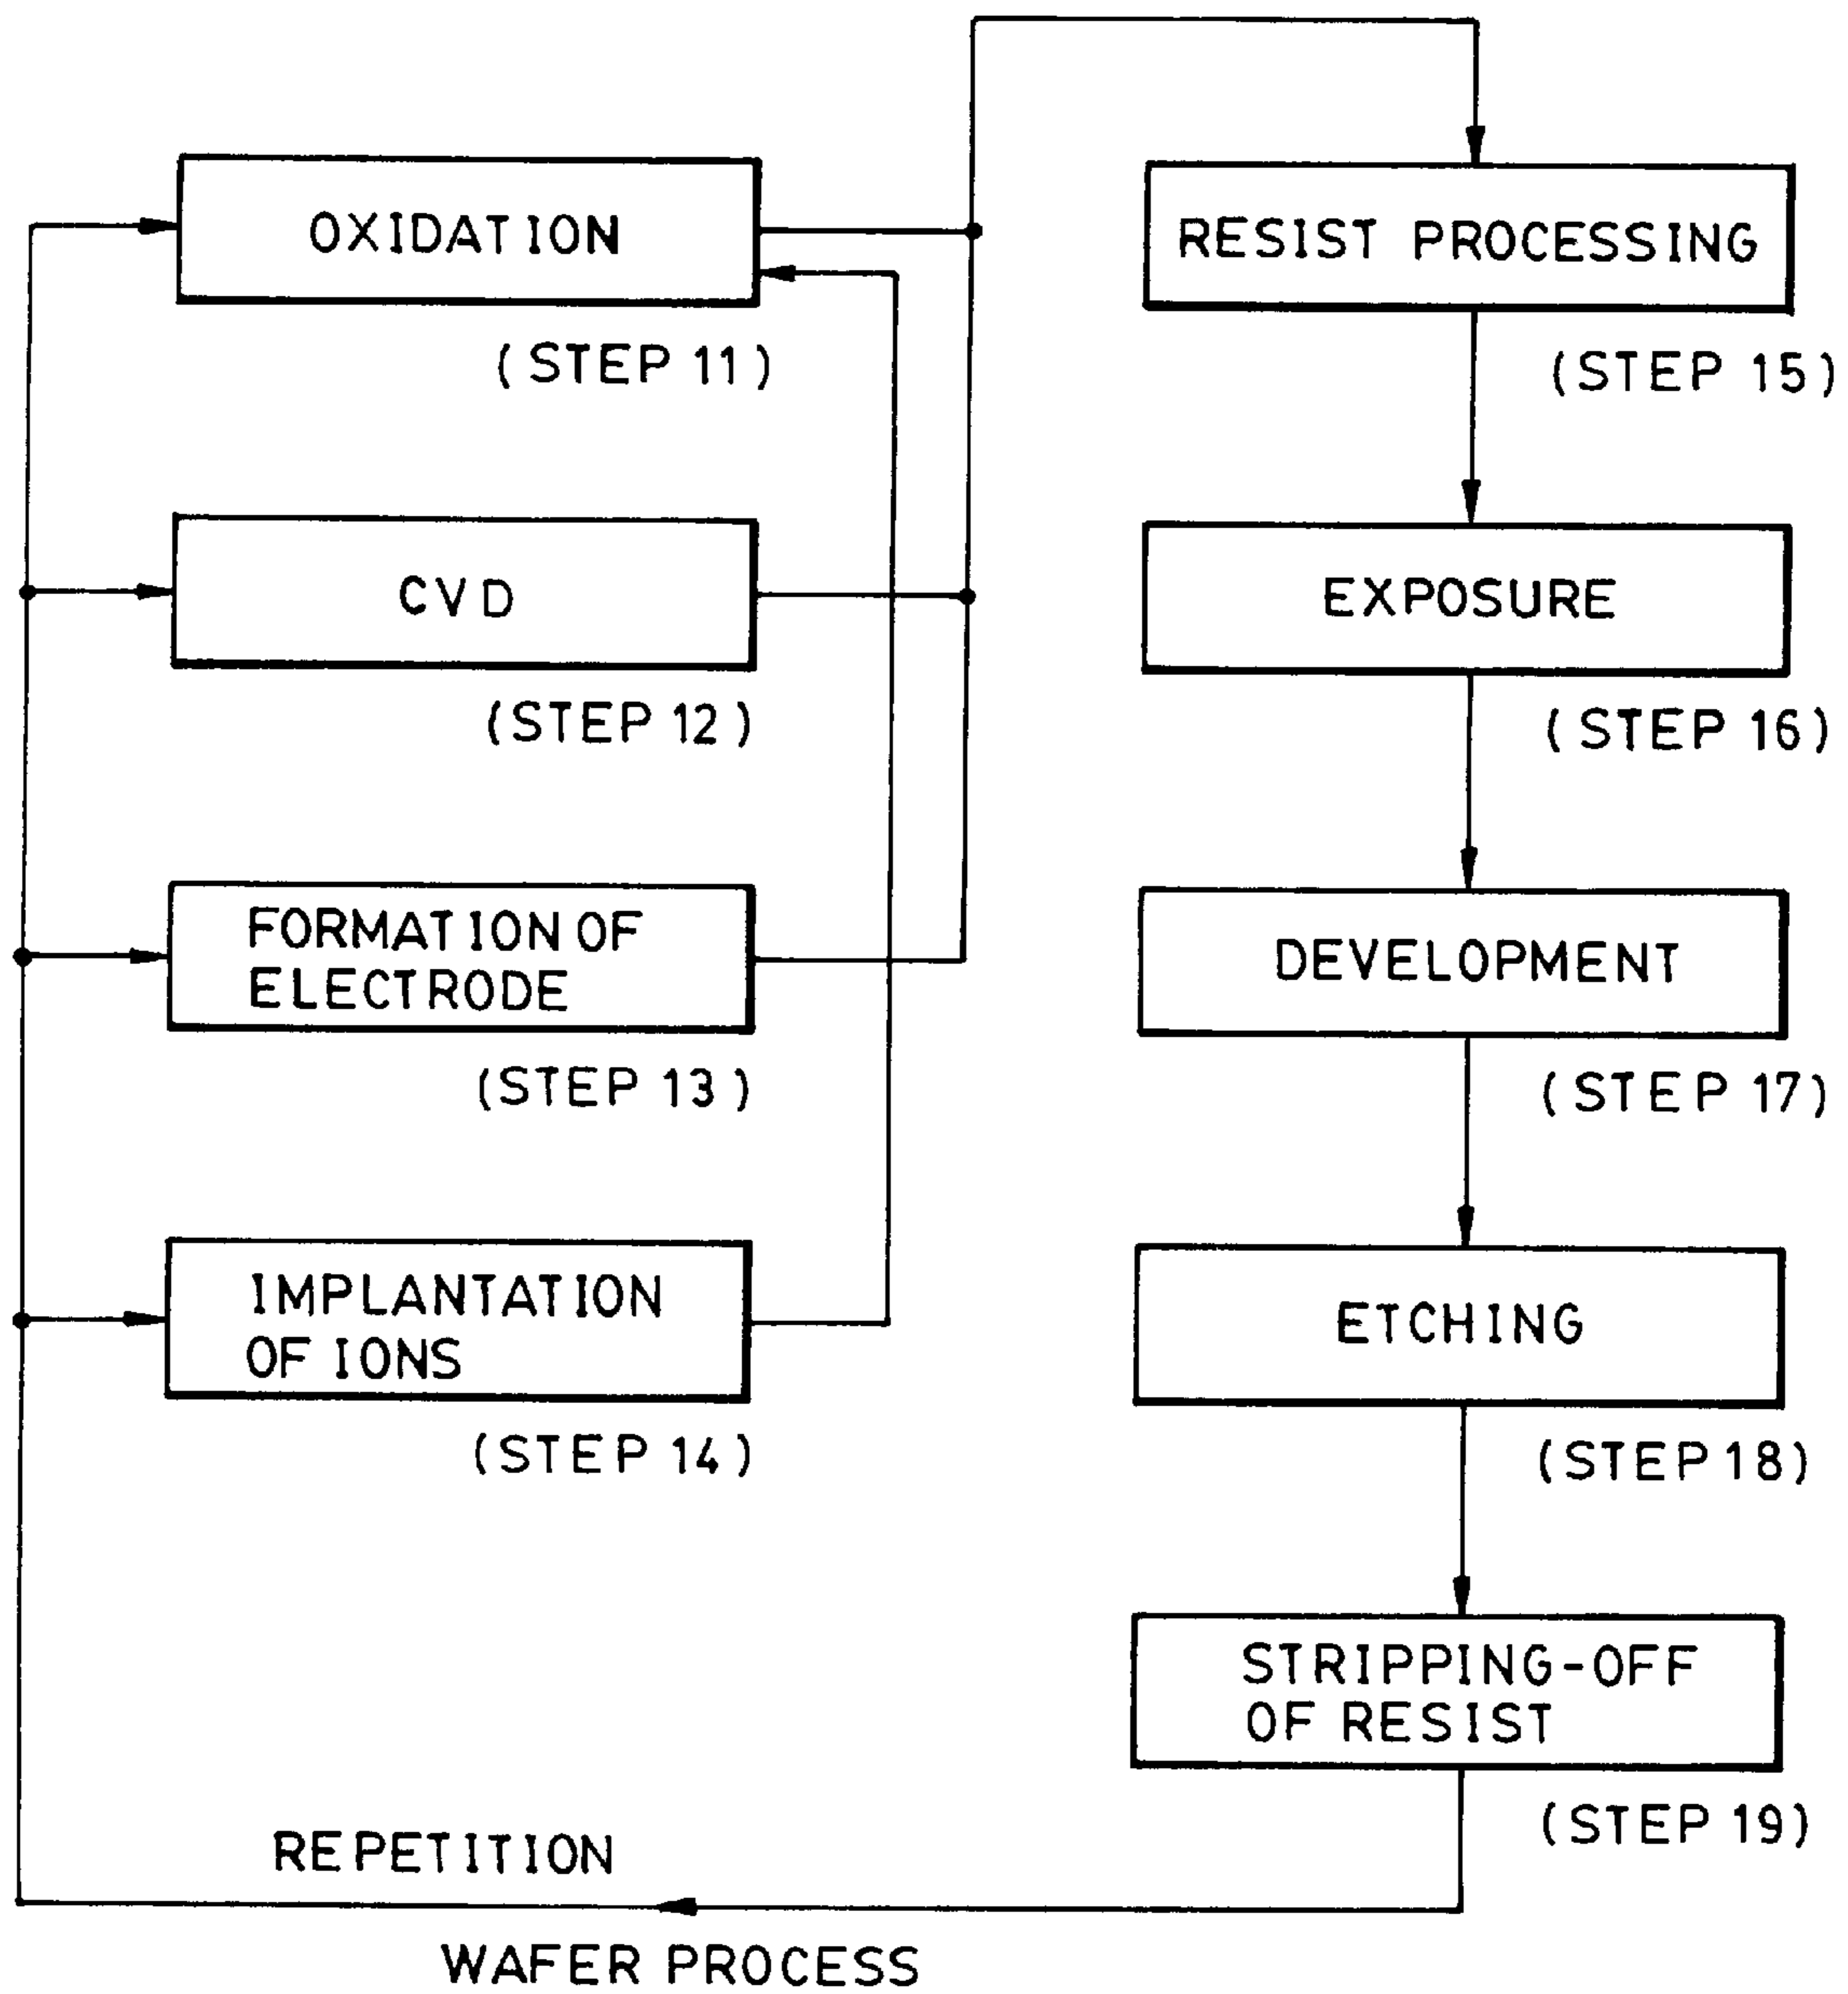 OXIDATION
(STEP 11)
CVD
(STEP 12)
FORMATION OF
ELECTRODE
(STEP 13)
IMPLANTATION
OF IONS
(STEP 14)
RESIST PROCESSING
(STEP 15)
EXPOSURE
(STEP 16)
DEVELOPMENT
(STEP 17)
ETCHING
(STEP 18)
STRIPPING-OFF
OF RESIST
(STEP 19)
REPETITION
WAFER PROCESS